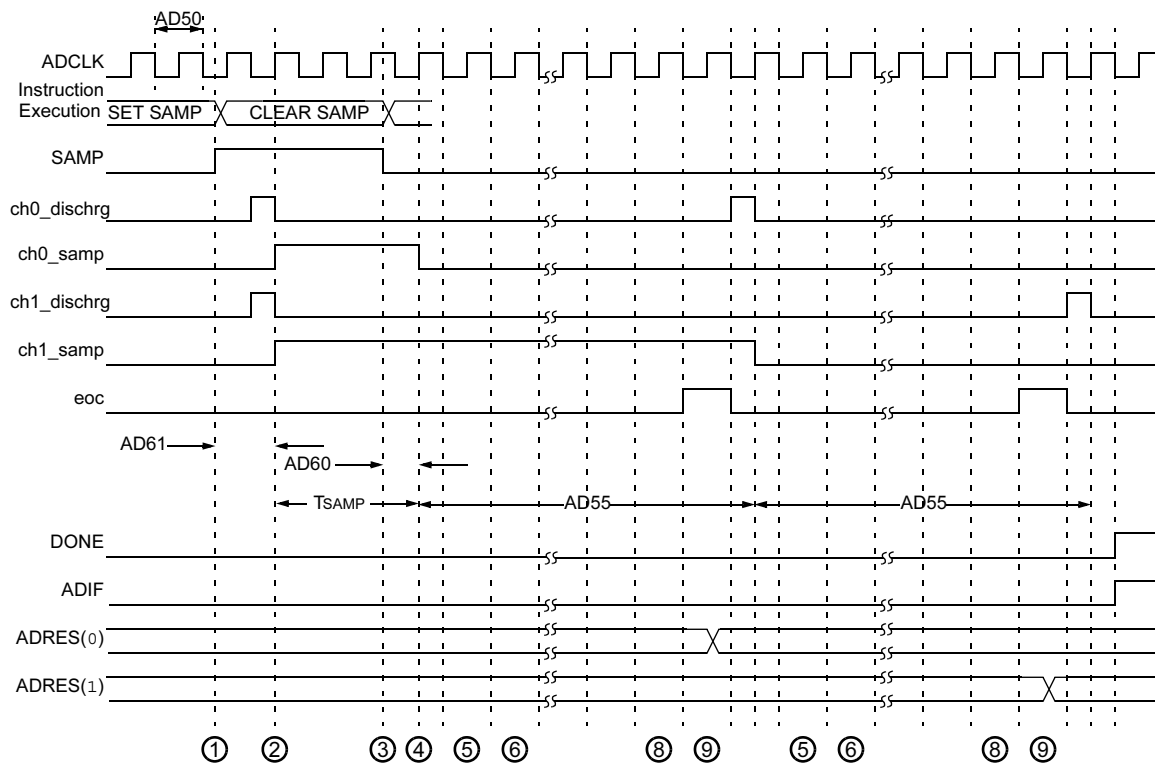 AD50
ADCLK
Instruction
Execution SET SAMP CLEAR SAMP
SAMP
ch0_dischrg
ch0_samp
ch1_dischrg
ch1_samp
eoc
AD61
AD60
TSAMP AD55 AD55
DONE
ADIF
ADRES(0)
ADRES(1)
① ② ③ ④ ⑤ ⑥ ⑧ ⑨ ⑤ ⑥ ⑧ ⑨